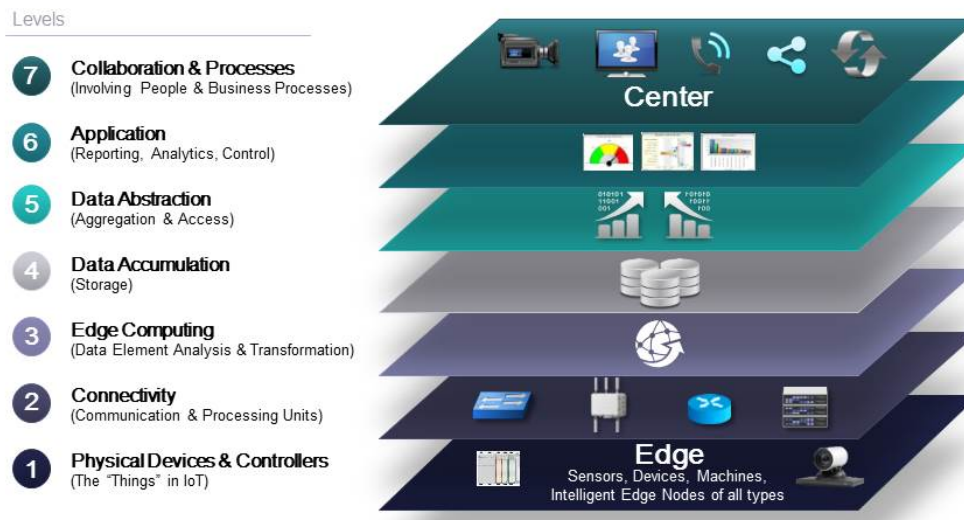 Levels
7
Collaboration & Processes
(Involving People & Business Processes)
6
Application
(Reporting, Analytics, Control)
5
Data Abstraction
(Aggregation & Access)
4
Data Accumulation
(Storage)
3
Edge Computing
(Data Element Analysis & Transformation)
2
Connectivity
(Communication & Processing Units)
1
Physical Devices & Controllers
(The “Things” in IoT)
Center
Edge
Sensors, Devices, Machines,
Intelligent Edge Nodes of all types